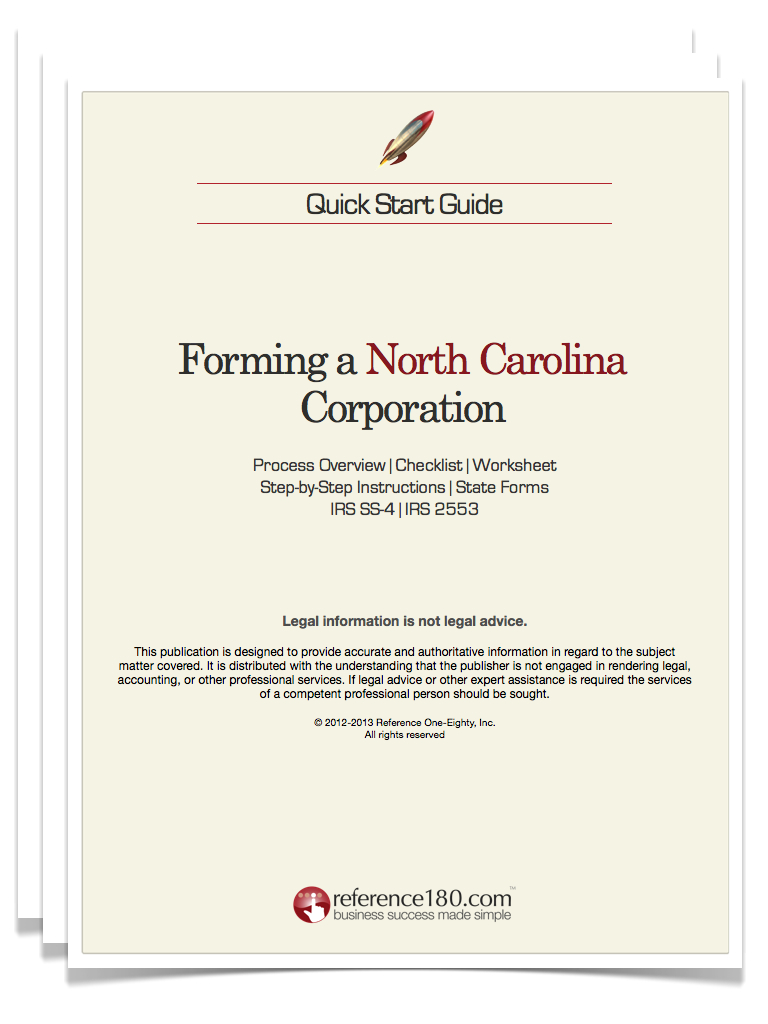 Quick Start Guide
Forming a North Carolina
Corporation
Process Overview | Checklist | Worksheet
Step-by-Step Instructions | State Forms
IRS SS-4 | IRS 2553
Legal information is not legal advice.
This publication is designed to provide accurate and authoritative information in regard to the subject
matter covered. It is distributed with the understanding that the publisher is not engaged in rendering legal,
accounting, or other professional services. If legal advice or other expert assistance is required the services
of a competent professional person should be sought.
© 2012-2013 Reference One-Eighty, Inc.
All rights reserved
reference180.com™
business success made simple